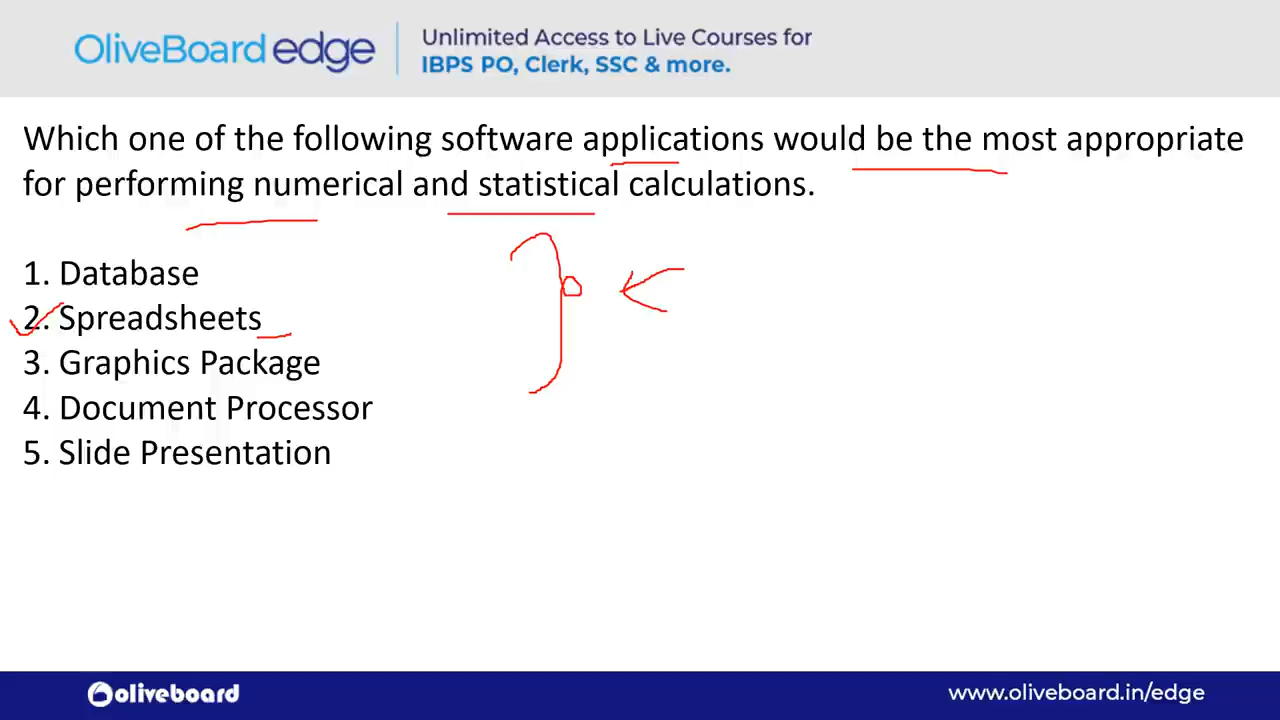 OliveBoard edge
Unlimited Access to Live Courses for
IBPS PO, Clerk, SSC & more.
Which one of the following software applications would be the most appropriate
for performing numerical and statistical calculations.
1. Database
2. Spreadsheets
3. Graphics Package
4. Document Processor
5. Slide Presentation
oliveboard
www.oliveboard.in/edge